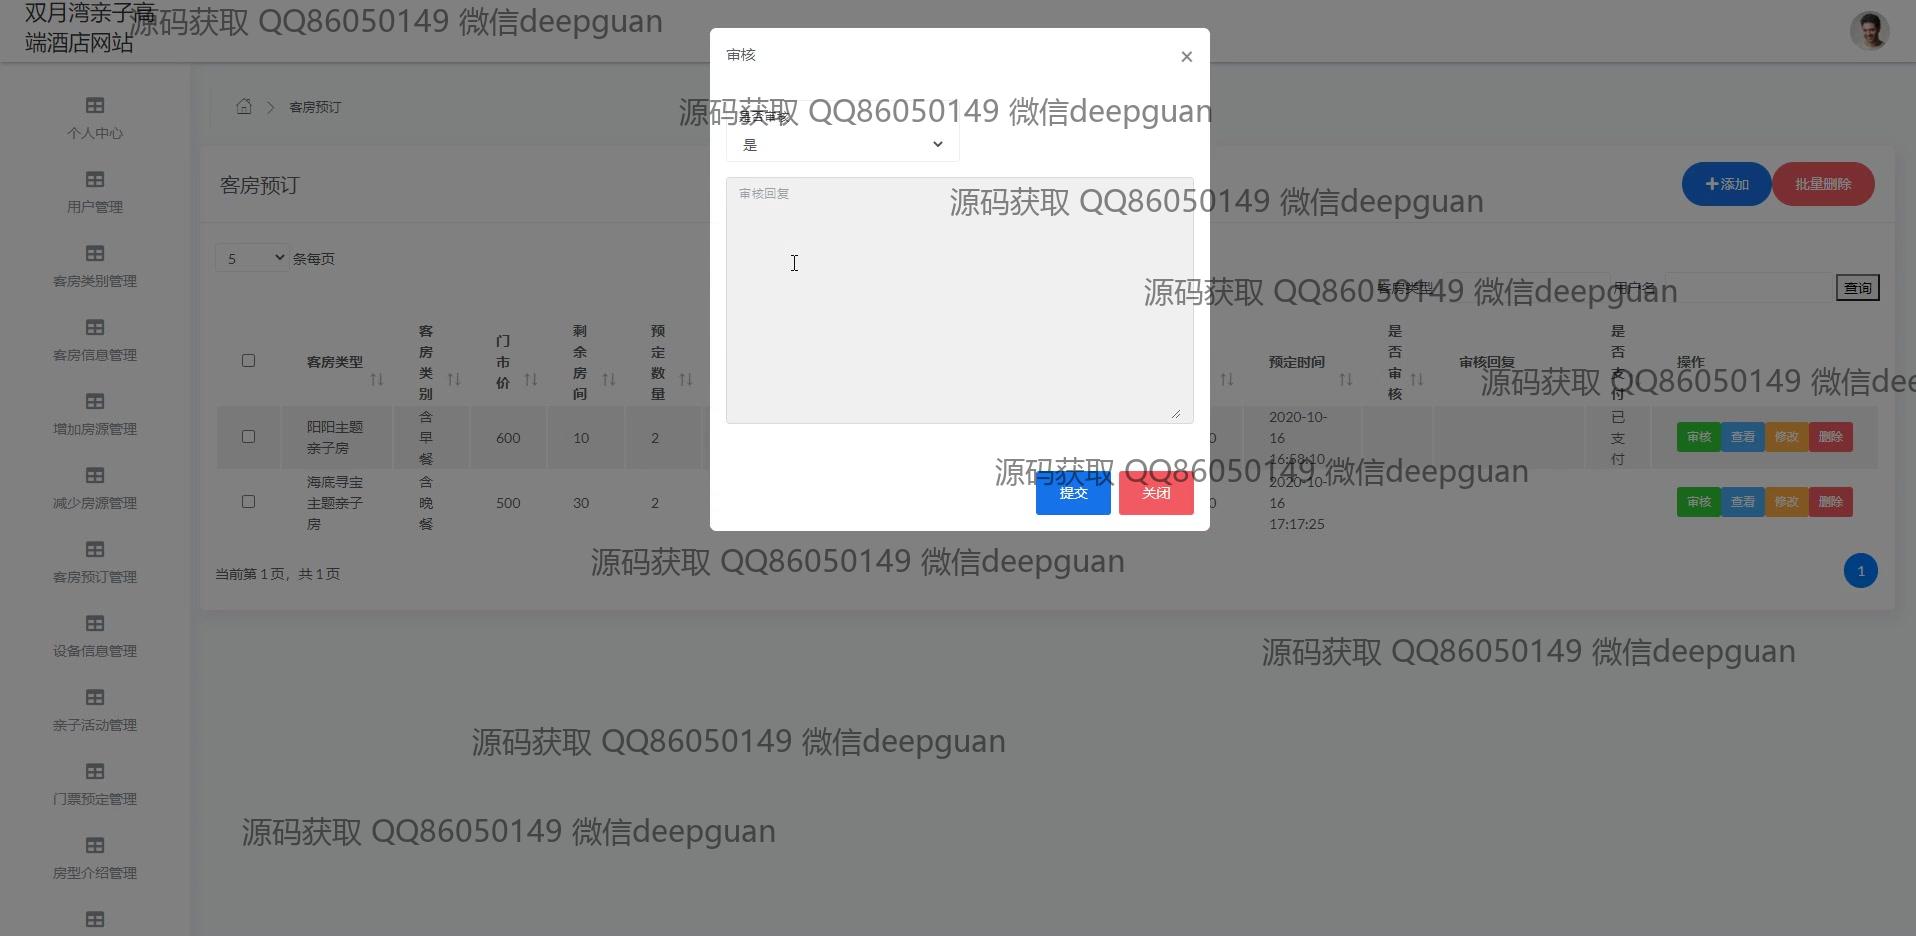 双月湾亲子高
端酒店网站
源码获取 QQ86050149 微信deepguan
审核
×
客房预订
源码获取 QQ86050149 微信deepguan
是否审核
是
个人中心
客房预订
添加
批量删除
审核回复
源码获取 QQ86050149 微信deepguan
用户管理
5
条每页
客房类别管理
源码获取 QQ86050149 微信deepguan
客房类型
用户名
查询
客房信息管理
客房类型
客房类别
门市价
剩余房间
预定数量
预定时间
是否审核
审核回复
是否支付
操作
源码获取 QQ86050149 微信dee
增加房源管理
阳阳主题
亲子房
含早餐
600
10
2
0
2020-10-
16
16:58:10
已支付
审核
查看
修改
删除
源码获取 QQ86050149 微信deepguan
减少房源管理
海底寻宝
主题亲子
房
含晚餐
500
30
2
0
2020-10-
16
17:17:25
审核
查看
修改
删除
提交
关闭
客房预订管理
当前第 1 页，共 1 页
1
源码获取 QQ86050149 微信deepguan
设备信息管理
源码获取 QQ86050149 微信deepguan
亲子活动管理
源码获取 QQ86050149 微信deepguan
门票预定管理
源码获取 QQ86050149 微信deepguan
房型介绍管理